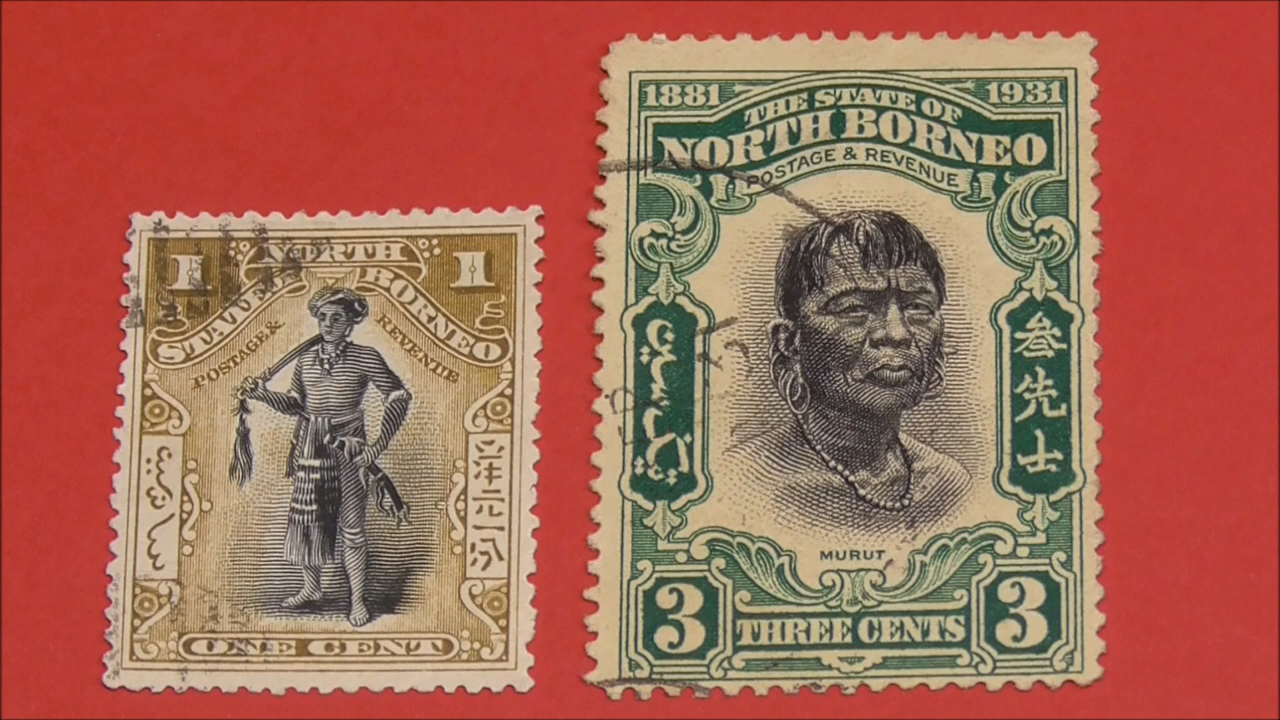 1
NORTH
1
STATE OF
BORNEO
POSTAGE &
REVENUE
ONE CENT
1881
1931
THE STATE OF
NORTH BORNEO
POSTAGE & REVENUE
叁
先
士
MURUT
3
THREE CENTS
3